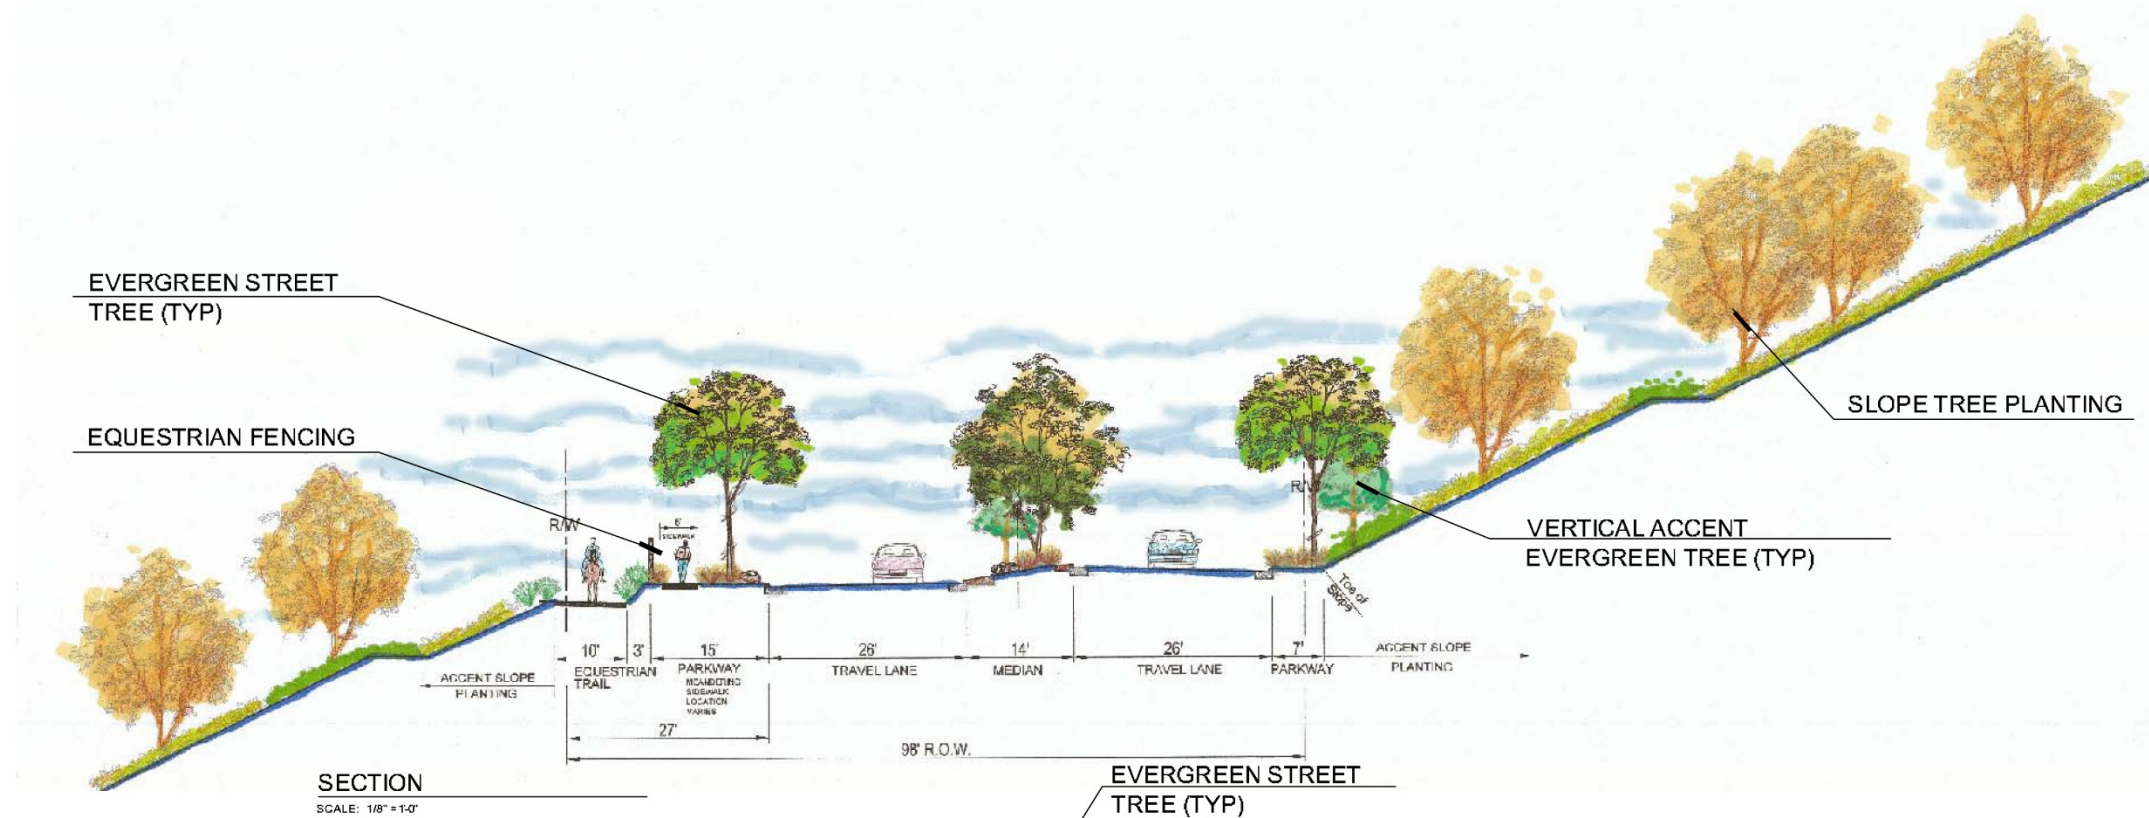 EVERGREEN STREET
TREE (TYP)
EQUESTRIAN FENCING
SLOPE TREE PLANTING
VERTICAL ACCENT
EVERGREEN TREE (TYP)
R/W
6'
SIDEWALK
R/W
Toe of
Slope
10'
3'
15'
26'
14'
26'
7'
EQUESTRIAN
TRAIL
PARKWAY
MEANDERING
SIDEWALK
LOCATION
VARIES
TRAVEL LANE
MEDIAN
TRAVEL LANE
PARKWAY
ACCENT SLOPE
PLANTING
ACCENT SLOPE
PLANTING
27'
98' R.O.W.
SECTION
SCALE: 1/8" = 1'-0"
EVERGREEN STREET
TREE (TYP)